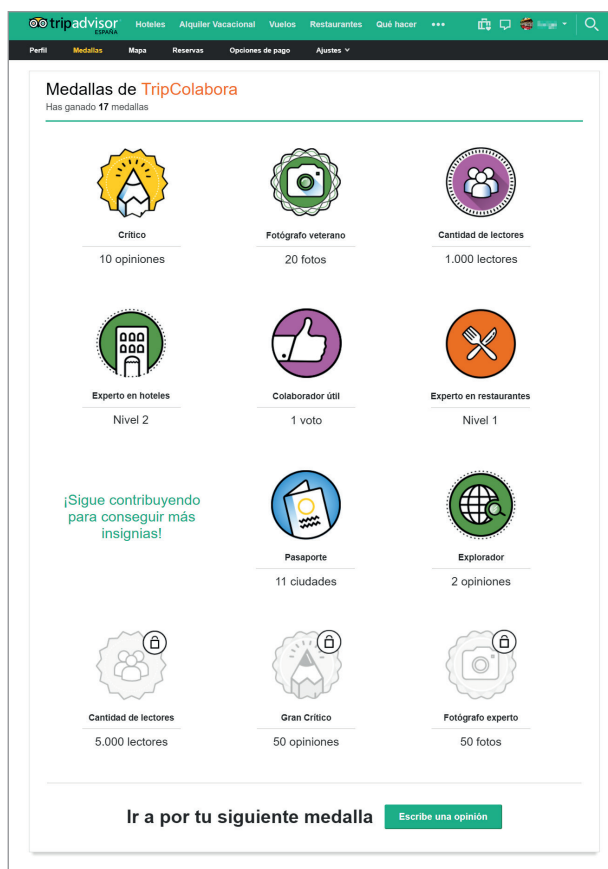 tripadvisor Hoteles Alquiler Vacacional Vuelos Restaurantes Qué hacer
ESPAÑA
Perfil Medallas Mapa Reservas Opciones de pago Ajustes
Medallas de TripColabora
Has ganado 17 medallas
Crítico Fotógrafo veterano Cantidad de lectores
10 opiniones 20 fotos 1.000 lectores
Experto en hoteles Colaborador útil Experto en restaurantes
Nivel 2 1 voto Nivel 1
¡Sigue contribuyendo
para conseguir más
insignias!
Pasaporte Explorador
11 ciudades 2 opiniones
Cantidad de lectores Gran Crítico Fotógrafo experto
5.000 lectores 50 opiniones 50 fotos
Ir a por tu siguiente medalla Escribe una opinión